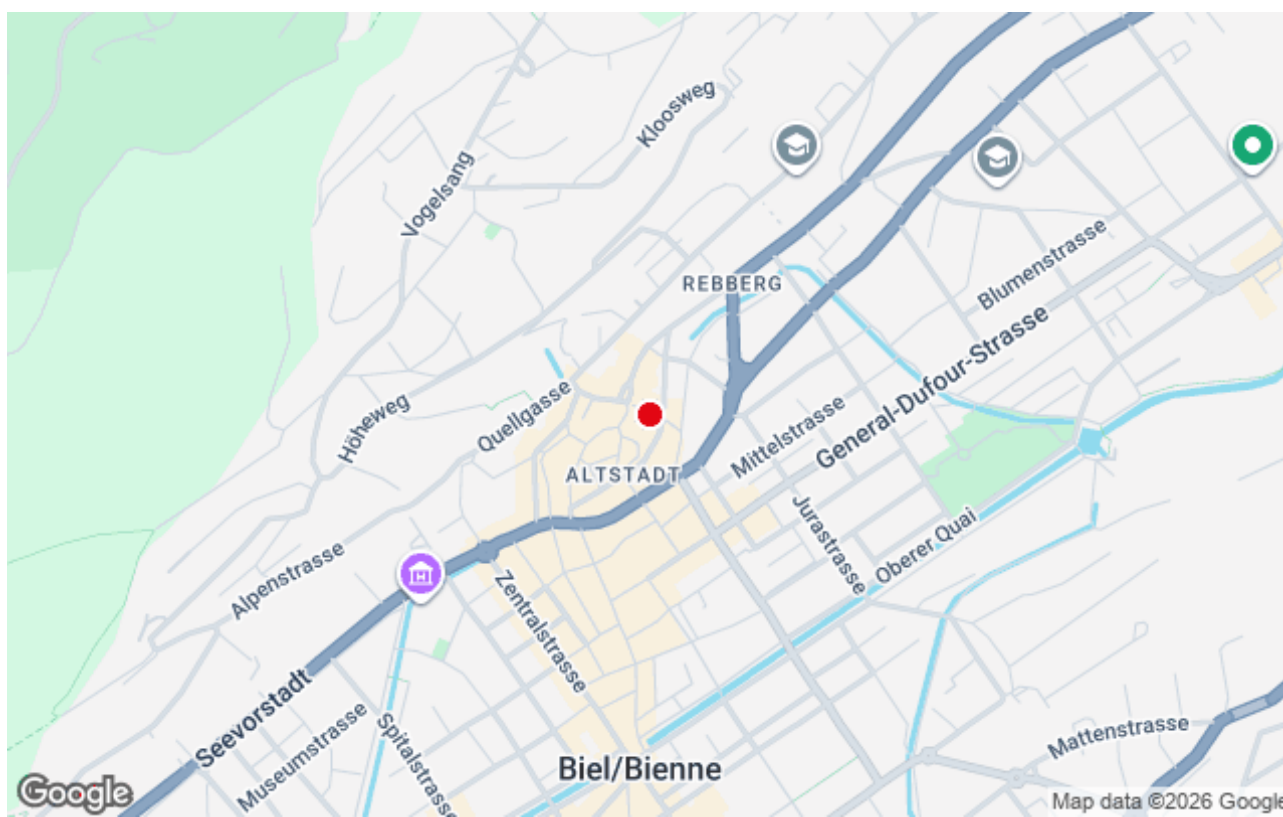 Kloosweg
Vogelsang
REBBERG
Blumenstrasse
General-Dufour-Strasse
Höheweg
Quellgasse
Mittelstrasse
ALTSTADT
Jurastrasse
Oberer Quai
Alpenstrasse
Zentralstrasse
Seevorstadt
Museumstrasse
Spitalstrasse
Mattenstrasse
Biel/Bienne
Google
Map data ©2026 Google